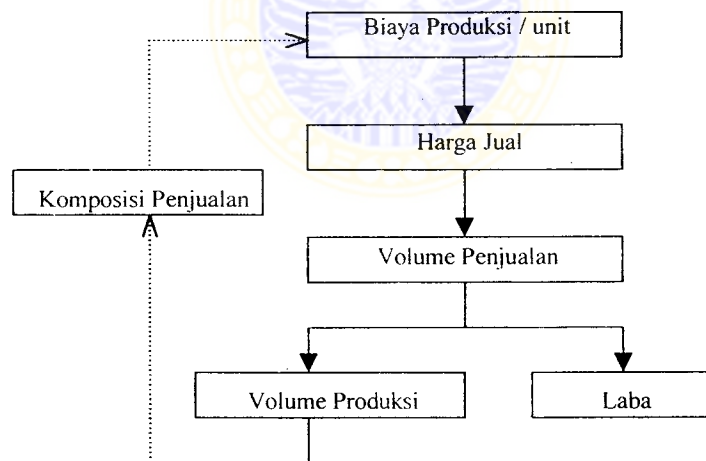 Biaya Produksi / unit
Harga Jual
Komposisi Penjualan
Volume Penjualan
Volume Produksi
Laba